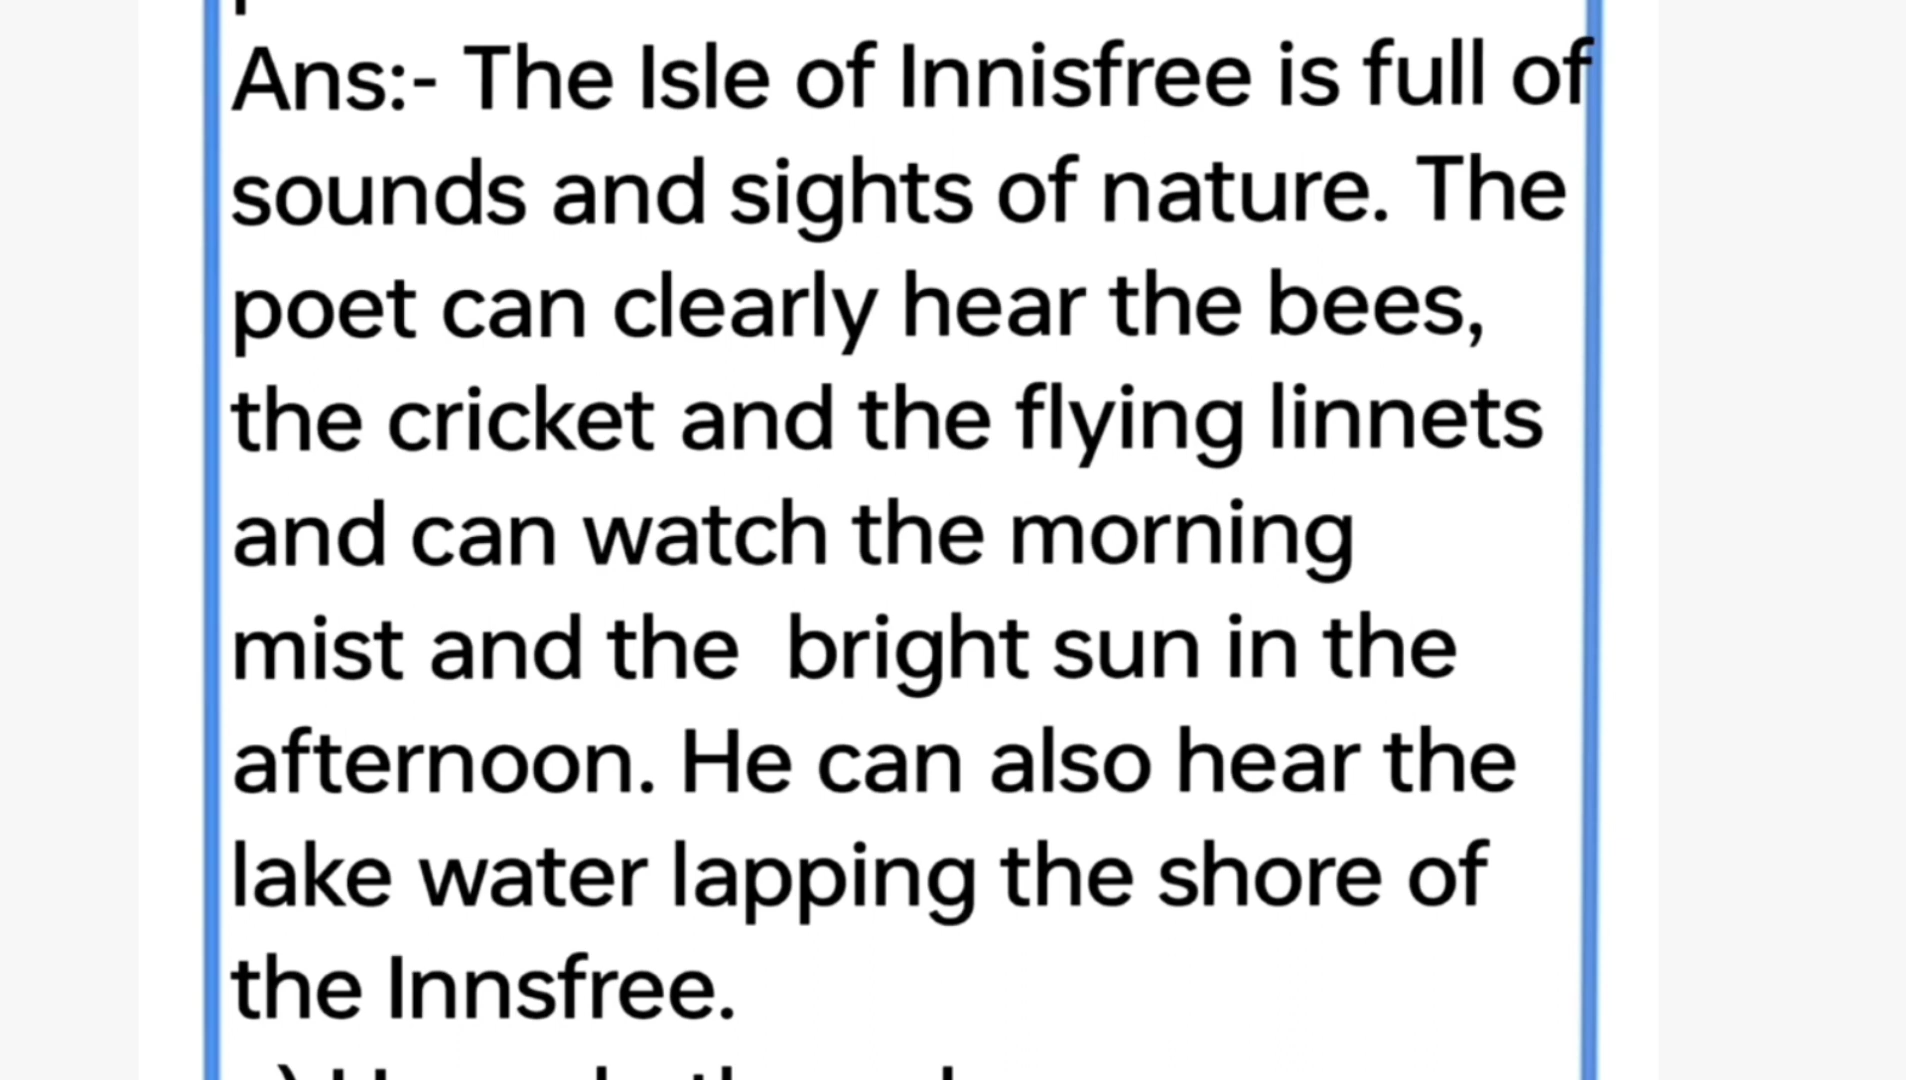 Ans:- The Isle of Innisfree is full of
sounds and sights of nature. The
poet can clearly hear the bees,
the cricket and the flying linnets
and can watch the morning
mist and the  bright sun in the
afternoon. He can also hear the
lake water lapping the shore of
the Innsfree.